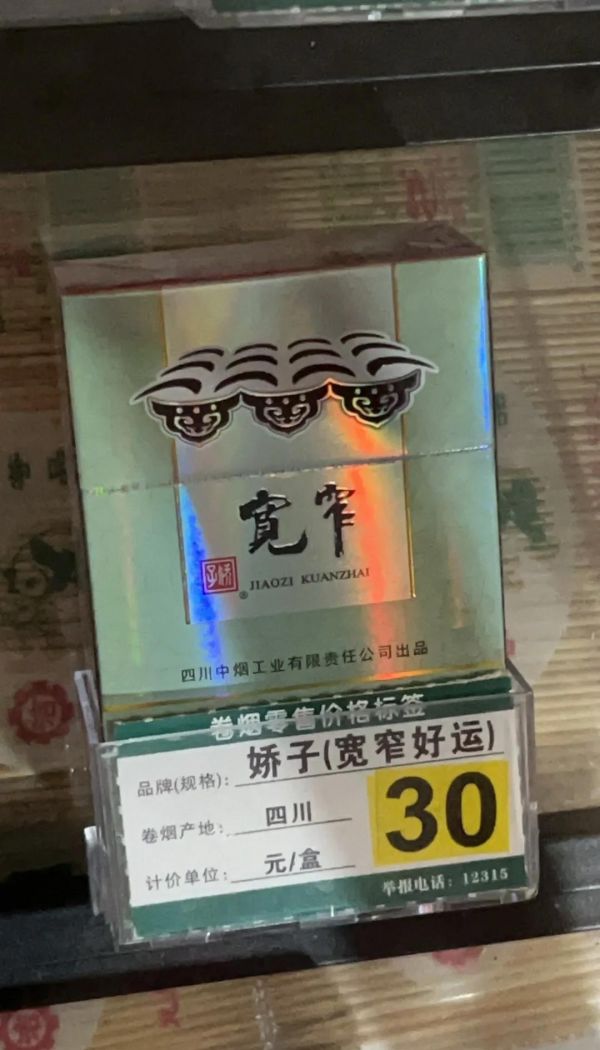 宽窄
娇子
® JIAOZI KUANZHAI
四川中烟工业有限责任公司出品
卷烟零售价格标签
品牌(规格): 娇子(宽窄好运)
卷烟产地: 四川
30
计价单位: 元/盒
举报电话: 12315